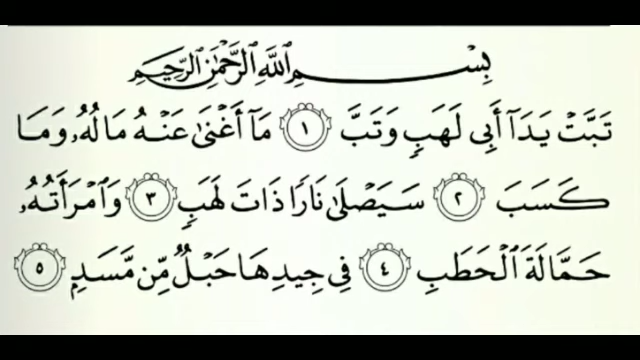 بِسْمِ ٱللَّهِ ٱلرَّحْمَٰنِ ٱلرَّحِيمِ
تَبَّتْ يَدَآ أَبِى لَهَبٍ وَتَبَّ ١ مَآ أَغْنَىٰ عَنْهُ مَالُهُۥ وَمَا
كَسَبَ ٢ سَيَصْلَىٰ نَارًا ذَاتَ لَهَبٍ ٣ وَٱمْرَأَتُهُۥ
حَمَّالَةَ ٱلْحَطَبِ ٤ فِى جِيدِهَا حَبْلٌ مِّن مَّسَدٍۭ ٥